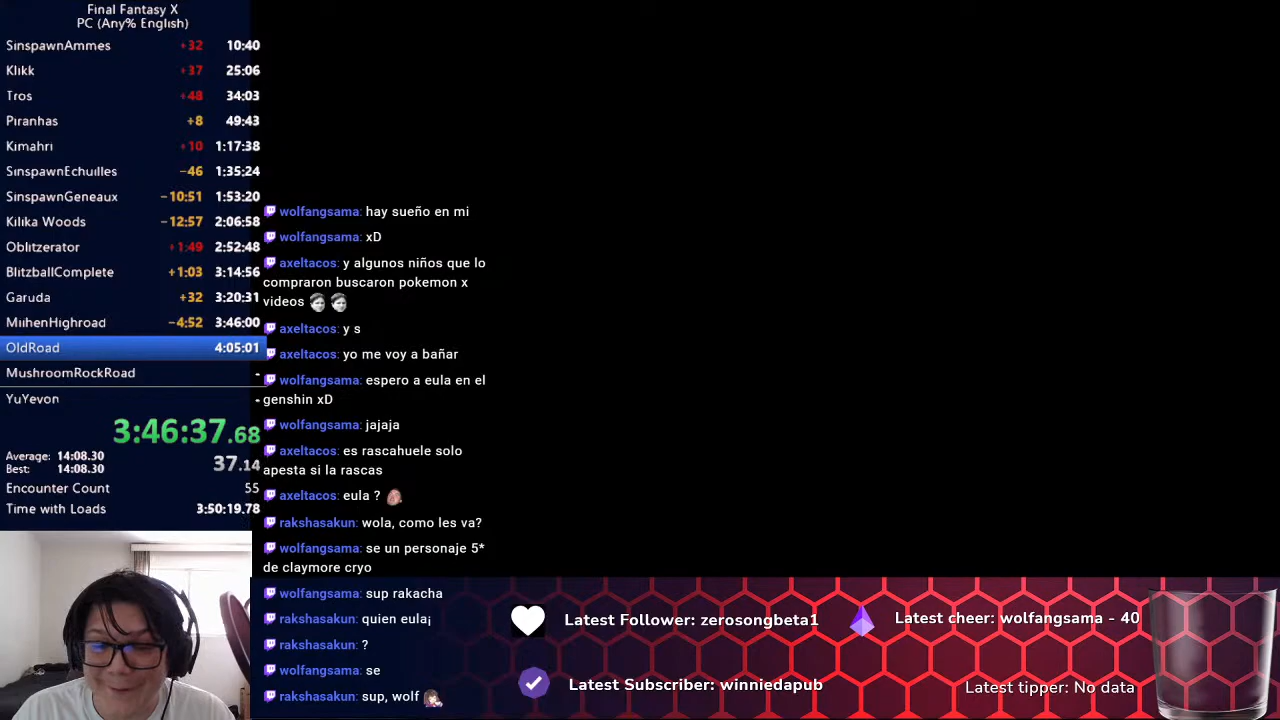 Final Fantasy X
PC (Any% English)
SinspawnAmmes +32 10:40
Klikk +37 25:06
Tros +48 34:03
Piranhas +8 49:43
Kimahri +10 1:17:38
SinspawnEchuilles −46 1:35:24
SinspawnGeneaux −10:51 1:53:20
Kilika Woods −12:57 2:06:58
Oblitzerator +1:49 2:52:48
BlitzballComplete +1:03 3:14:56
Garuda +32 3:20:31
MiihenHighroad −4:52 3:46:00
OldRoad 4:05:01
MushroomRockRoad -
YuYevon -
3:46:37.68
Average: 14:08.30
Best: 14:08.30
37.14
Encounter Count 55
Time with Loads 3:50:19.78
wolfangsama: hay sueño en mi
wolfangsama: xD
axeltacos: y algunos niños que lo
compraron buscaron pokemon x
videos
axeltacos: y s
axeltacos: yo me voy a bañar
wolfangsama: espero a eula en el
genshin xD
wolfangsama: jajaja
axeltacos: es rascahuele solo
apesta si la rascas
axeltacos: eula ?
rakshasakun: wola, como les va?
wolfangsama: se un personaje 5*
de claymore cryo
wolfangsama: sup rakacha
rakshasakun: quien eula¡
rakshasakun: ?
wolfangsama: se
rakshasakun: sup, wolf
Latest Follower: zerosongbeta1
Latest cheer: wolfangsama - 40
Latest Subscriber: winniedapub
Latest tipper: No data